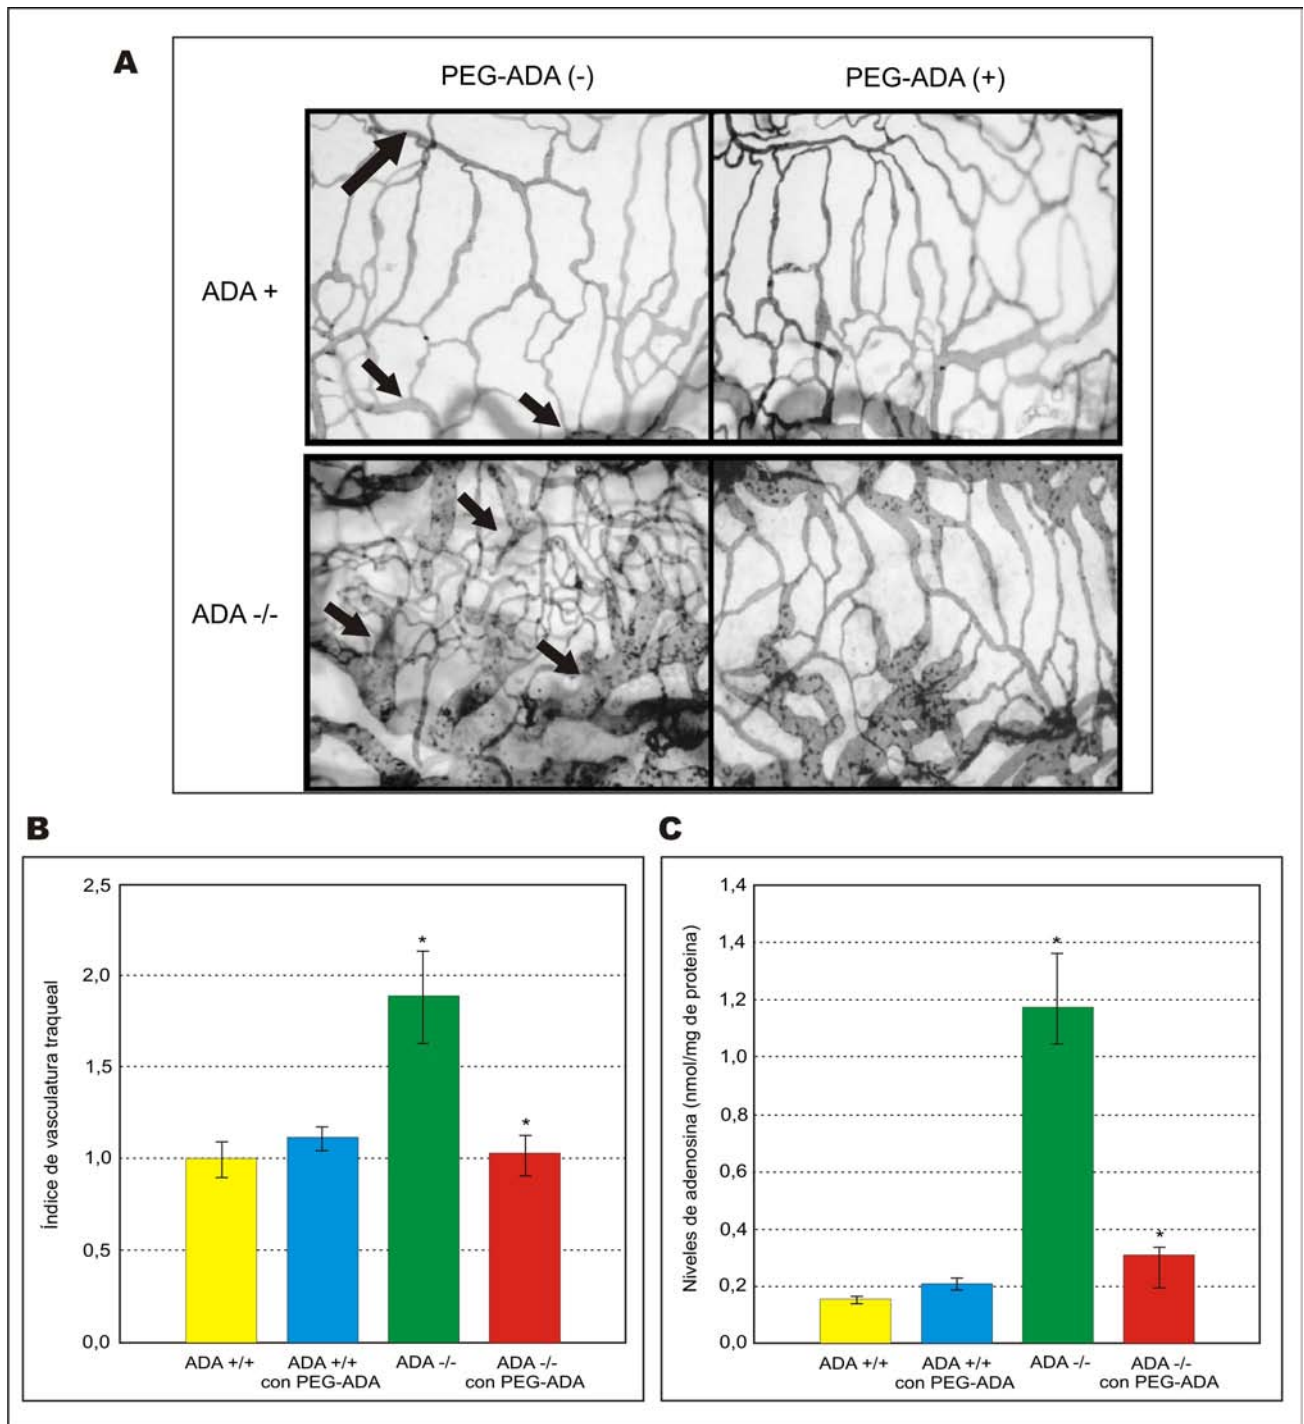 A
PEG-ADA (-)
PEG-ADA (+)
ADA +
ADA -/-
B
2,5
2,0
1,5
1,0
0,5
0,0
Índice de vasculatura traqueal
*
*
ADA +/+
ADA +/+
con PEG-ADA
ADA -/-
ADA -/-
con PEG-ADA
C
1,4
1,4
1,2
1,0
0,8
0,6
0,4
0,2
0,0
Niveles de adenosina (nmol/mg de proteina)
*
*
ADA +/+
ADA +/+
con PEG-ADA
ADA -/-
ADA -/-
con PEG-ADA